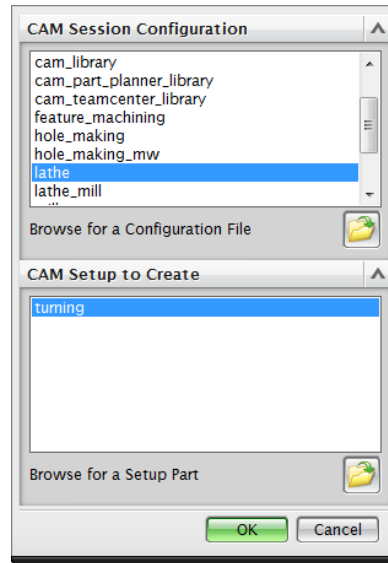 CAM Session Configuration
cam_library
cam_part_planner_library
cam_teamcenter_library
feature_machining
hole_making
hole_making_mw
lathe
lathe_mill
Browse for a Configuration File
CAM Setup to Create
turning
Browse for a Setup Part
OK Cancel